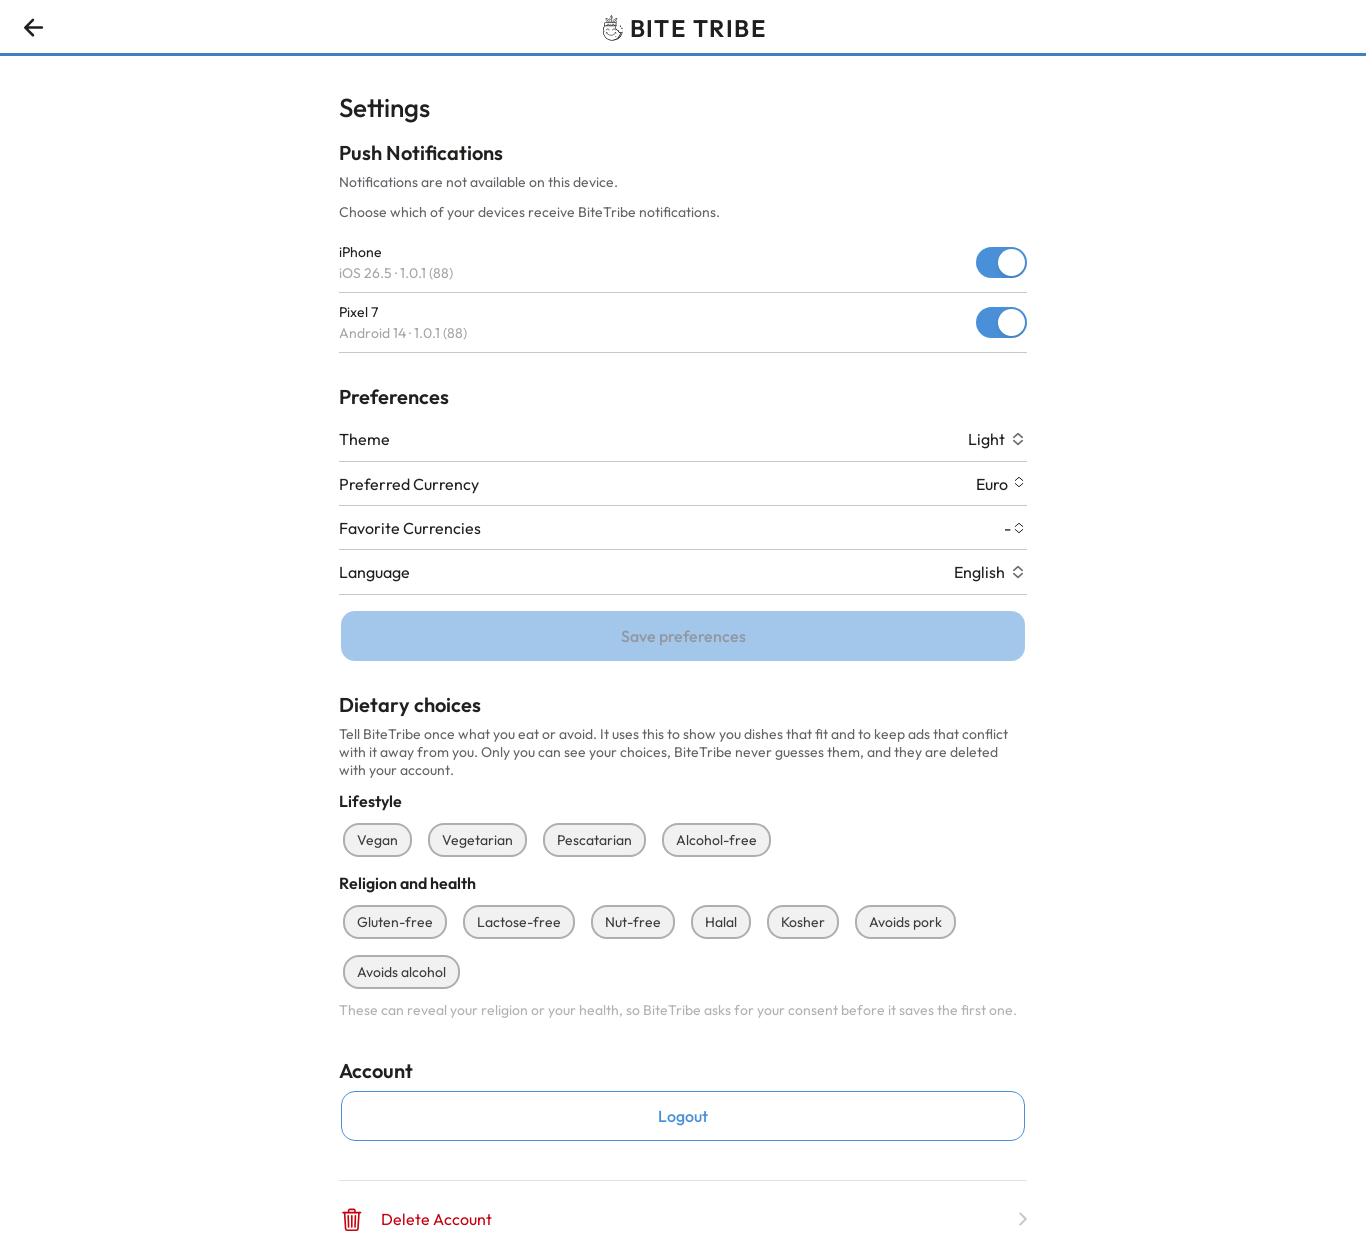 BITE TRIBE
Settings
Push Notifications
Notifications are not available on this device.
Choose which of your devices receive BiteTribe notifications.
iPhone
iOS 26.5 · 1.0.1 (88)
Pixel 7
Android 14 · 1.0.1 (88)
Preferences
Theme Light
Preferred Currency Euro
Favorite Currencies -
Language English
Save preferences
Dietary choices
Tell BiteTribe once what you eat or avoid. It uses this to show you dishes that fit and to keep ads that conflict
with it away from you. Only you can see your choices, BiteTribe never guesses them, and they are deleted
with your account.
Lifestyle
Vegan Vegetarian Pescatarian Alcohol-free
Religion and health
Gluten-free Lactose-free Nut-free Halal Kosher Avoids pork
Avoids alcohol
These can reveal your religion or your health, so BiteTribe asks for your consent before it saves the first one.
Account
Logout
Delete Account